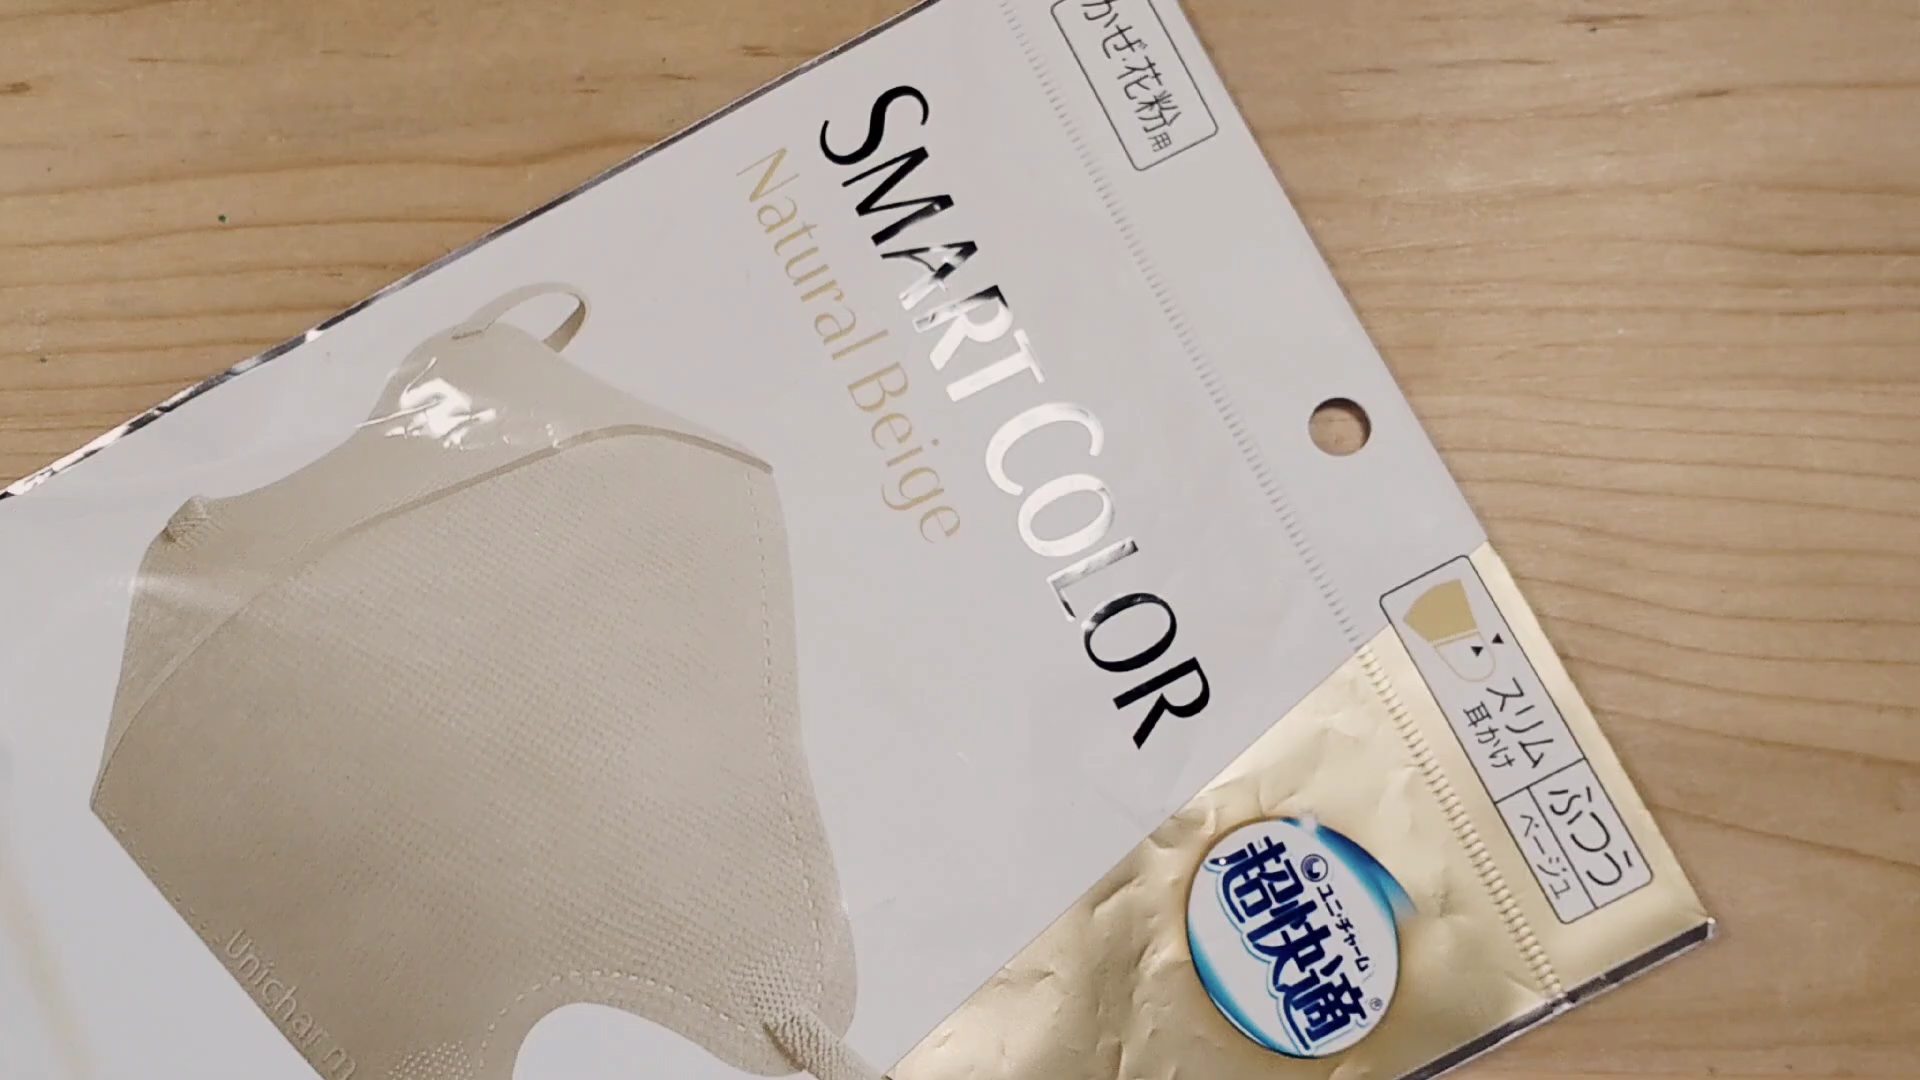 かぜ・花粉用
SMART COLOR
Natural Beige
スリム
耳かけ
ふつう
ベージュ
ユニ・チャーム
超快適®
Unicharm